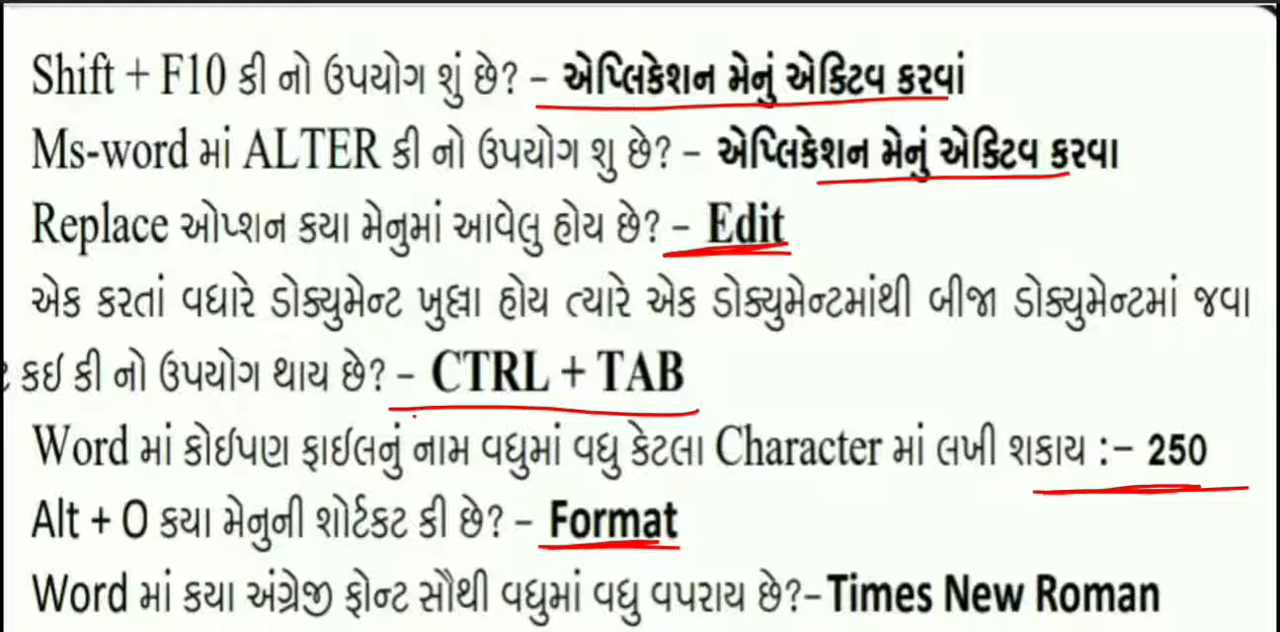 Shift + F10 કી નો ઉપયોગ શું છે? – એપ્લિકેશન મેનું એક્ટિવ કરવાં
Ms-word માં ALTER કી નો ઉપયોગ શુ છે? – એપ્લિકેશન મેનું એક્ટિવ કરવા
Replace ઓપ્શન કયા મેનુમાં આવેલુ હોય છે? – Edit
એક કરતાં વધારે ડોક્યુમેન્ટ ખુલ્લા હોય ત્યારે એક ડોક્યુમેન્ટમાંથી બીજા ડોક્યુમેન્ટમાં જવા
કઇ કી નો ઉપયોગ થાય છે? – CTRL + TAB
Word માં કોઈપણ ફાઈલનું નામ વધુમાં વધુ કેટલા Character માં લખી શકાય :– 250
Alt + O કયા મેનુની શોર્ટકટ કી છે? – Format
Word માં કયા અંગ્રેજી ફોન્ટ સૌથી વધુમાં વધુ વપરાય છે?– Times New Roman